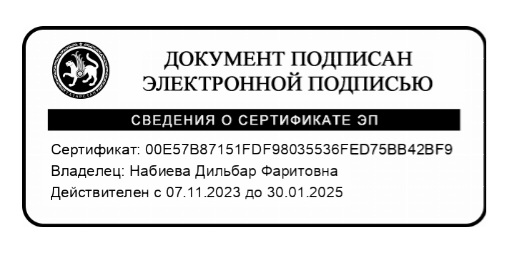 ДОКУМЕНТ ПОДПИСАН
ЭЛЕКТРОННОЙ ПОДПИСЬЮ
СВЕДЕНИЯ О СЕРТИФИКАТЕ ЭП
Сертификат: 00E57B87151FDF98035536FED75BB42BF9
Владелец: Набиева Дильбар Фаритовна
Действителен с 07.11.2023 до 30.01.2025